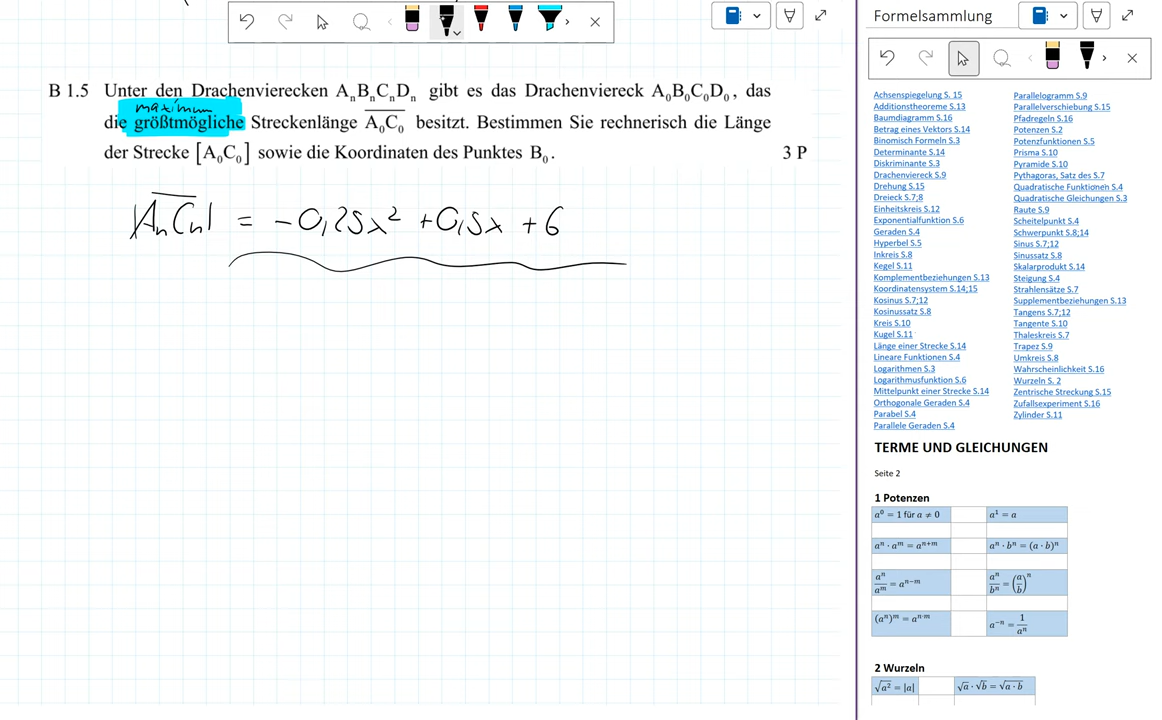 B 1.5 Unter den Drachenvierecken AₙBₙCₙDₙ gibt es das Drachenviereck A₀B₀C₀D₀, das
maximum
die größtmögliche Streckenlänge A₀C₀ besitzt. Bestimmen Sie rechnerisch die Länge
der Strecke [A₀C₀] sowie die Koordinaten des Punktes B₀. 3 P
|AₙCₙ| = -0,25x² +0,5x +6
Formelsammlung
Achsenspiegelung S. 15
Additionstheoreme S.13
Baumdiagramm S.16
Betrag eines Vektors S.14
Binomisch Formeln S.3
Determinante S.14
Diskriminante S.3
Drachenviereck S.9
Drehung S.15
Dreieck S.7;8
Einheitskreis S.12
Exponentialfunktion S.6
Geraden S.4
Hyperbel S.5
Inkreis S.8
Kegel S.11
Komplementbeziehungen S.13
Koordinatensystem S.14;15
Kosinus S.7;12
Kosinussatz S.8
Kreis S.10
Kugel S.11
Länge einer Strecke S.14
Lineare Funktionen S.4
Logarithmen S.3
Logarithmusfunktion S.6
Mittelpunkt einer Strecke S.14
Orthogonale Geraden S.4
Parabel S.4
Parallele Geraden S.4
Parallelogramm S.9
Parallelverschiebung S.15
Pfadregeln S.16
Potenzen S.2
Potenzfunktionen S.5
Prisma S.10
Pyramide S.10
Pythagoras, Satz des S.7
Quadratische Funktionen S.4
Quadratische Gleichungen S.3
Raute S.9
Scheitelpunkt S.4
Schwerpunkt S.8;14
Sinus S.7;12
Sinussatz S.8
Skalarprodukt S.14
Steigung S.4
Strahlensätze S.7
Supplementbeziehungen S.13
Tangens S.7;12
Tangente S.10
Thaleskreis S.7
Trapez S.9
Umkreis S.8
Wahrscheinlichkeit S.16
Wurzeln S. 2
Zentrische Streckung S.15
Zufallsexperiment S.16
Zylinder S.11
TERME UND GLEICHUNGEN
Seite 2
1 Potenzen
a⁰ = 1 für a ≠ 0 a¹ = a
aⁿ · aᵐ = aⁿ⁺ᵐ aⁿ · bⁿ = (a · b)ⁿ
aⁿ/aᵐ = aⁿ⁻ᵐ aⁿ/bⁿ = (a/b)ⁿ
(aⁿ)ᵐ = aⁿ·ᵐ a⁻ⁿ = 1/aⁿ
2 Wurzeln
√a² = |a| √a · √b = √a · b